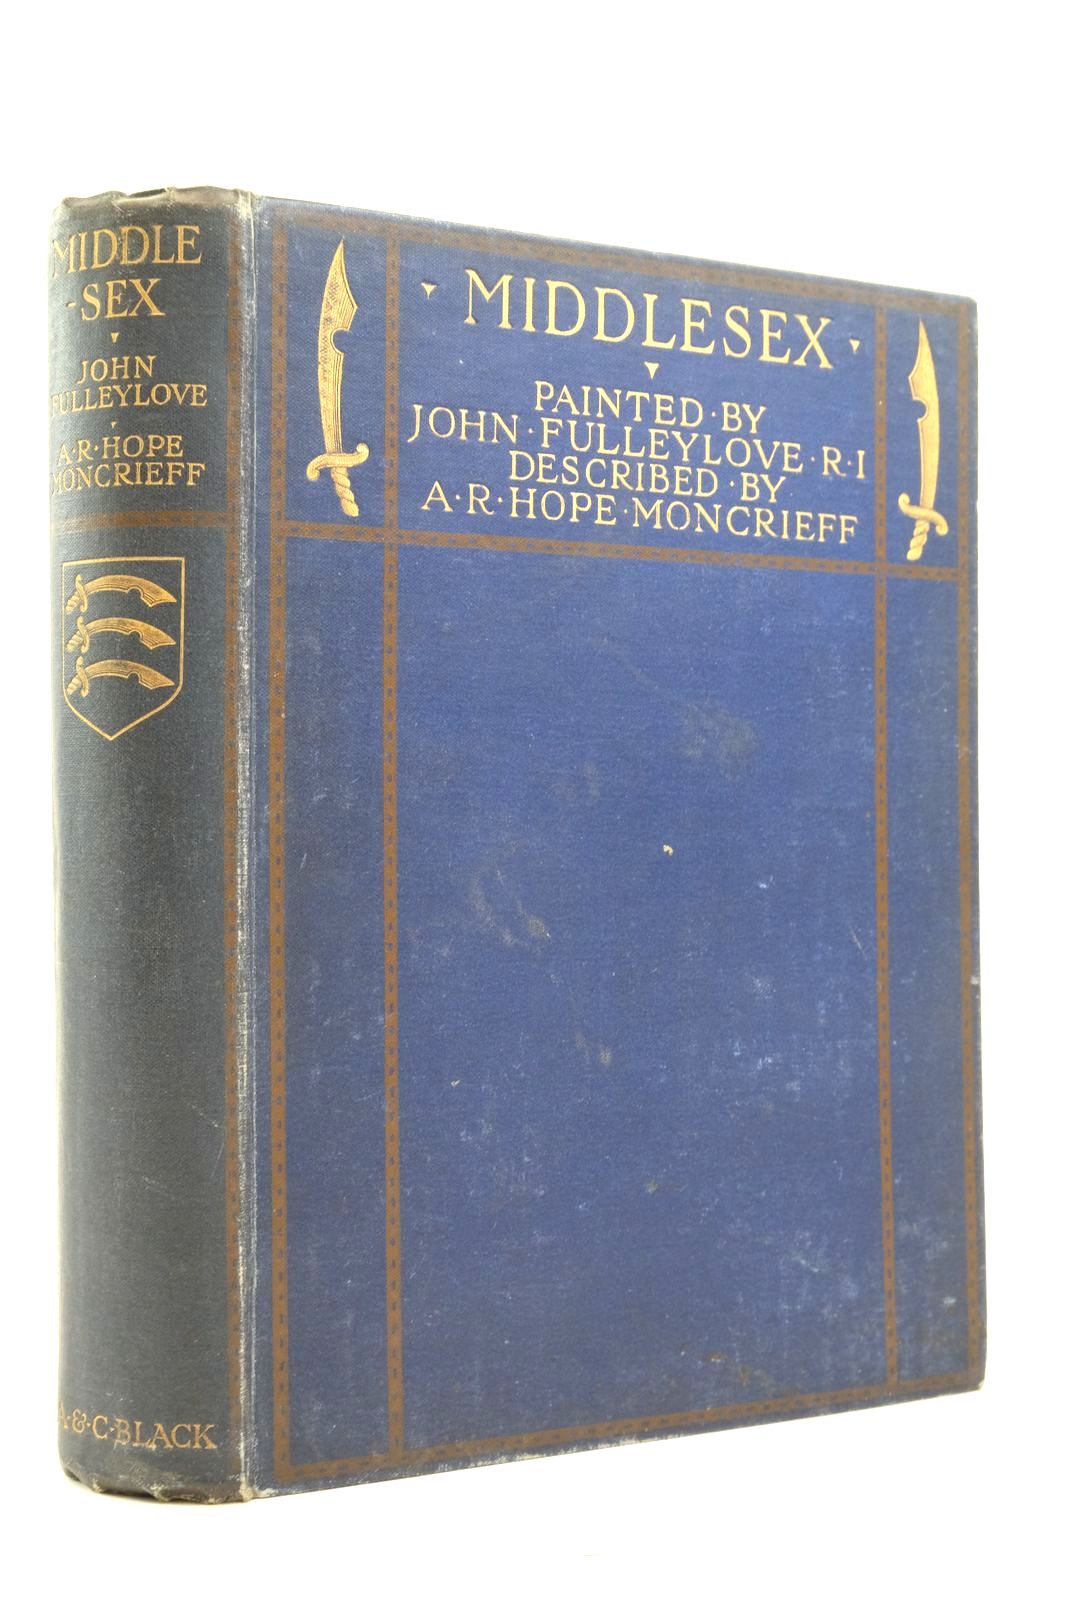 MIDDLE
-SEX
JOHN
FULLEYLOVE
A·R·HOPE
MONCRIEFF
A·&·C·BLACK
MIDDLESEX
PAINTED·BY
JOHN·FULLEYLOVE·R·I
DESCRIBED·BY
A·R·HOPE·MONCRIEFF